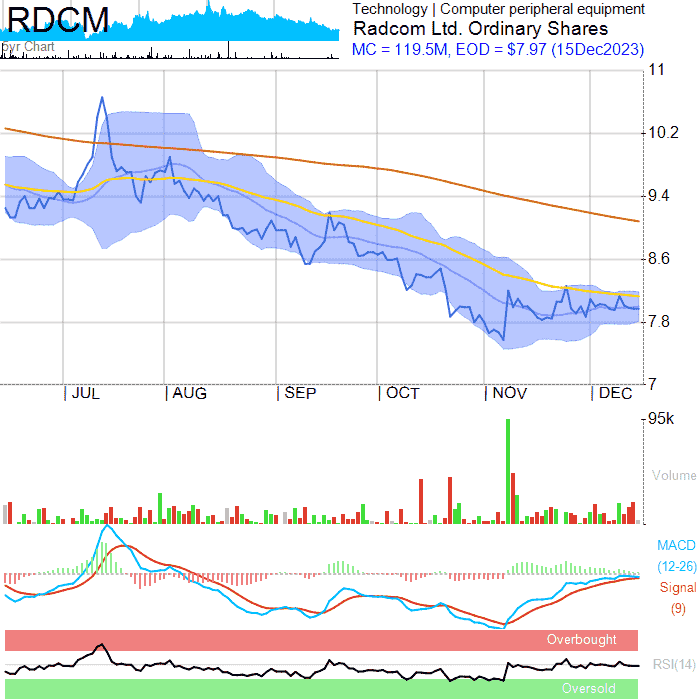 RDCM
5yr Chart
Technology | Computer peripheral equipment
Radcom Ltd. Ordinary Shares
MC = 119.5M, EOD = $7.97 (15Dec2023)
11
10.2
9.4
8.6
7.8
7
JUL AUG SEP OCT NOV DEC
95k
Volume
MACD
(12-26)
Signal
(9)
Overbought
RSI(14)
Oversold